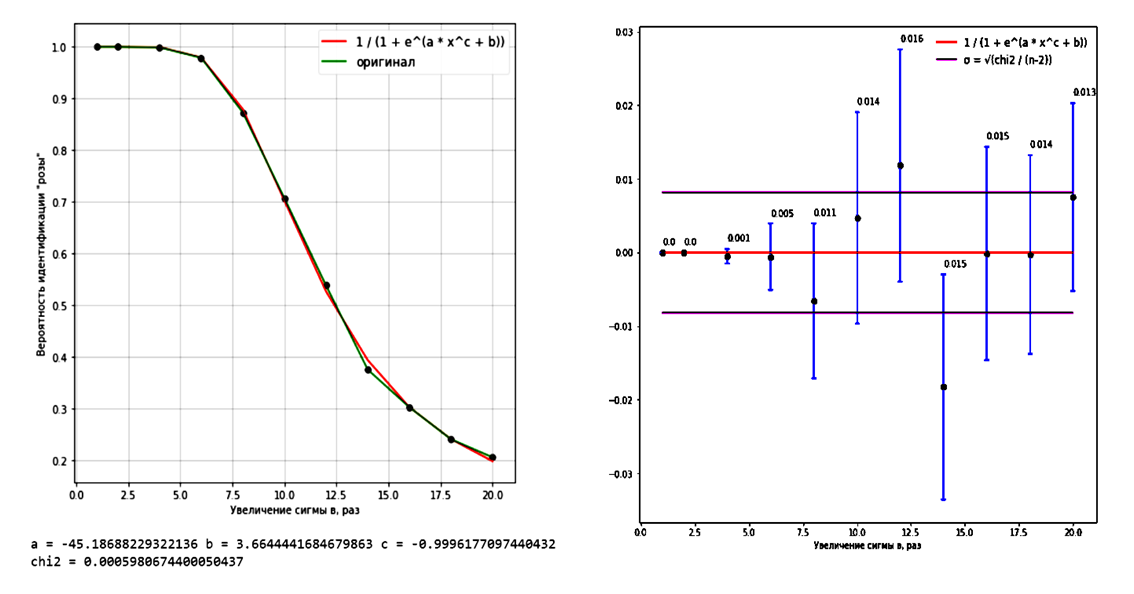 1 / (1 + e^(a * x^c + b))
оригинал
1.0
0.9
0.8
0.7
0.6
0.5
0.4
0.3
0.2
Вероятность идентификации "розы"
0.0 2.5 5.0 7.5 10.0 12.5 15.0 17.5 20.0
Увеличение сигмы в, раз
a = -45.18688229322136 b = 3.6644441684679863 c = -0.9996177097440432
chi2 = 0.0005980674400050437
1 / (1 + e^(a * x^c + b))
σ = √(chi2 / (n-2))
0.03
0.02
0.01
0.00
−0.01
−0.02
−0.03
0.0
0.0
0.001
0.005
0.011
0.014
0.016
0.015
0.015
0.014
0.013
0.0 2.5 5.0 7.5 10.0 12.5 15.0 17.5 20.0
Увеличение сигмы в, раз